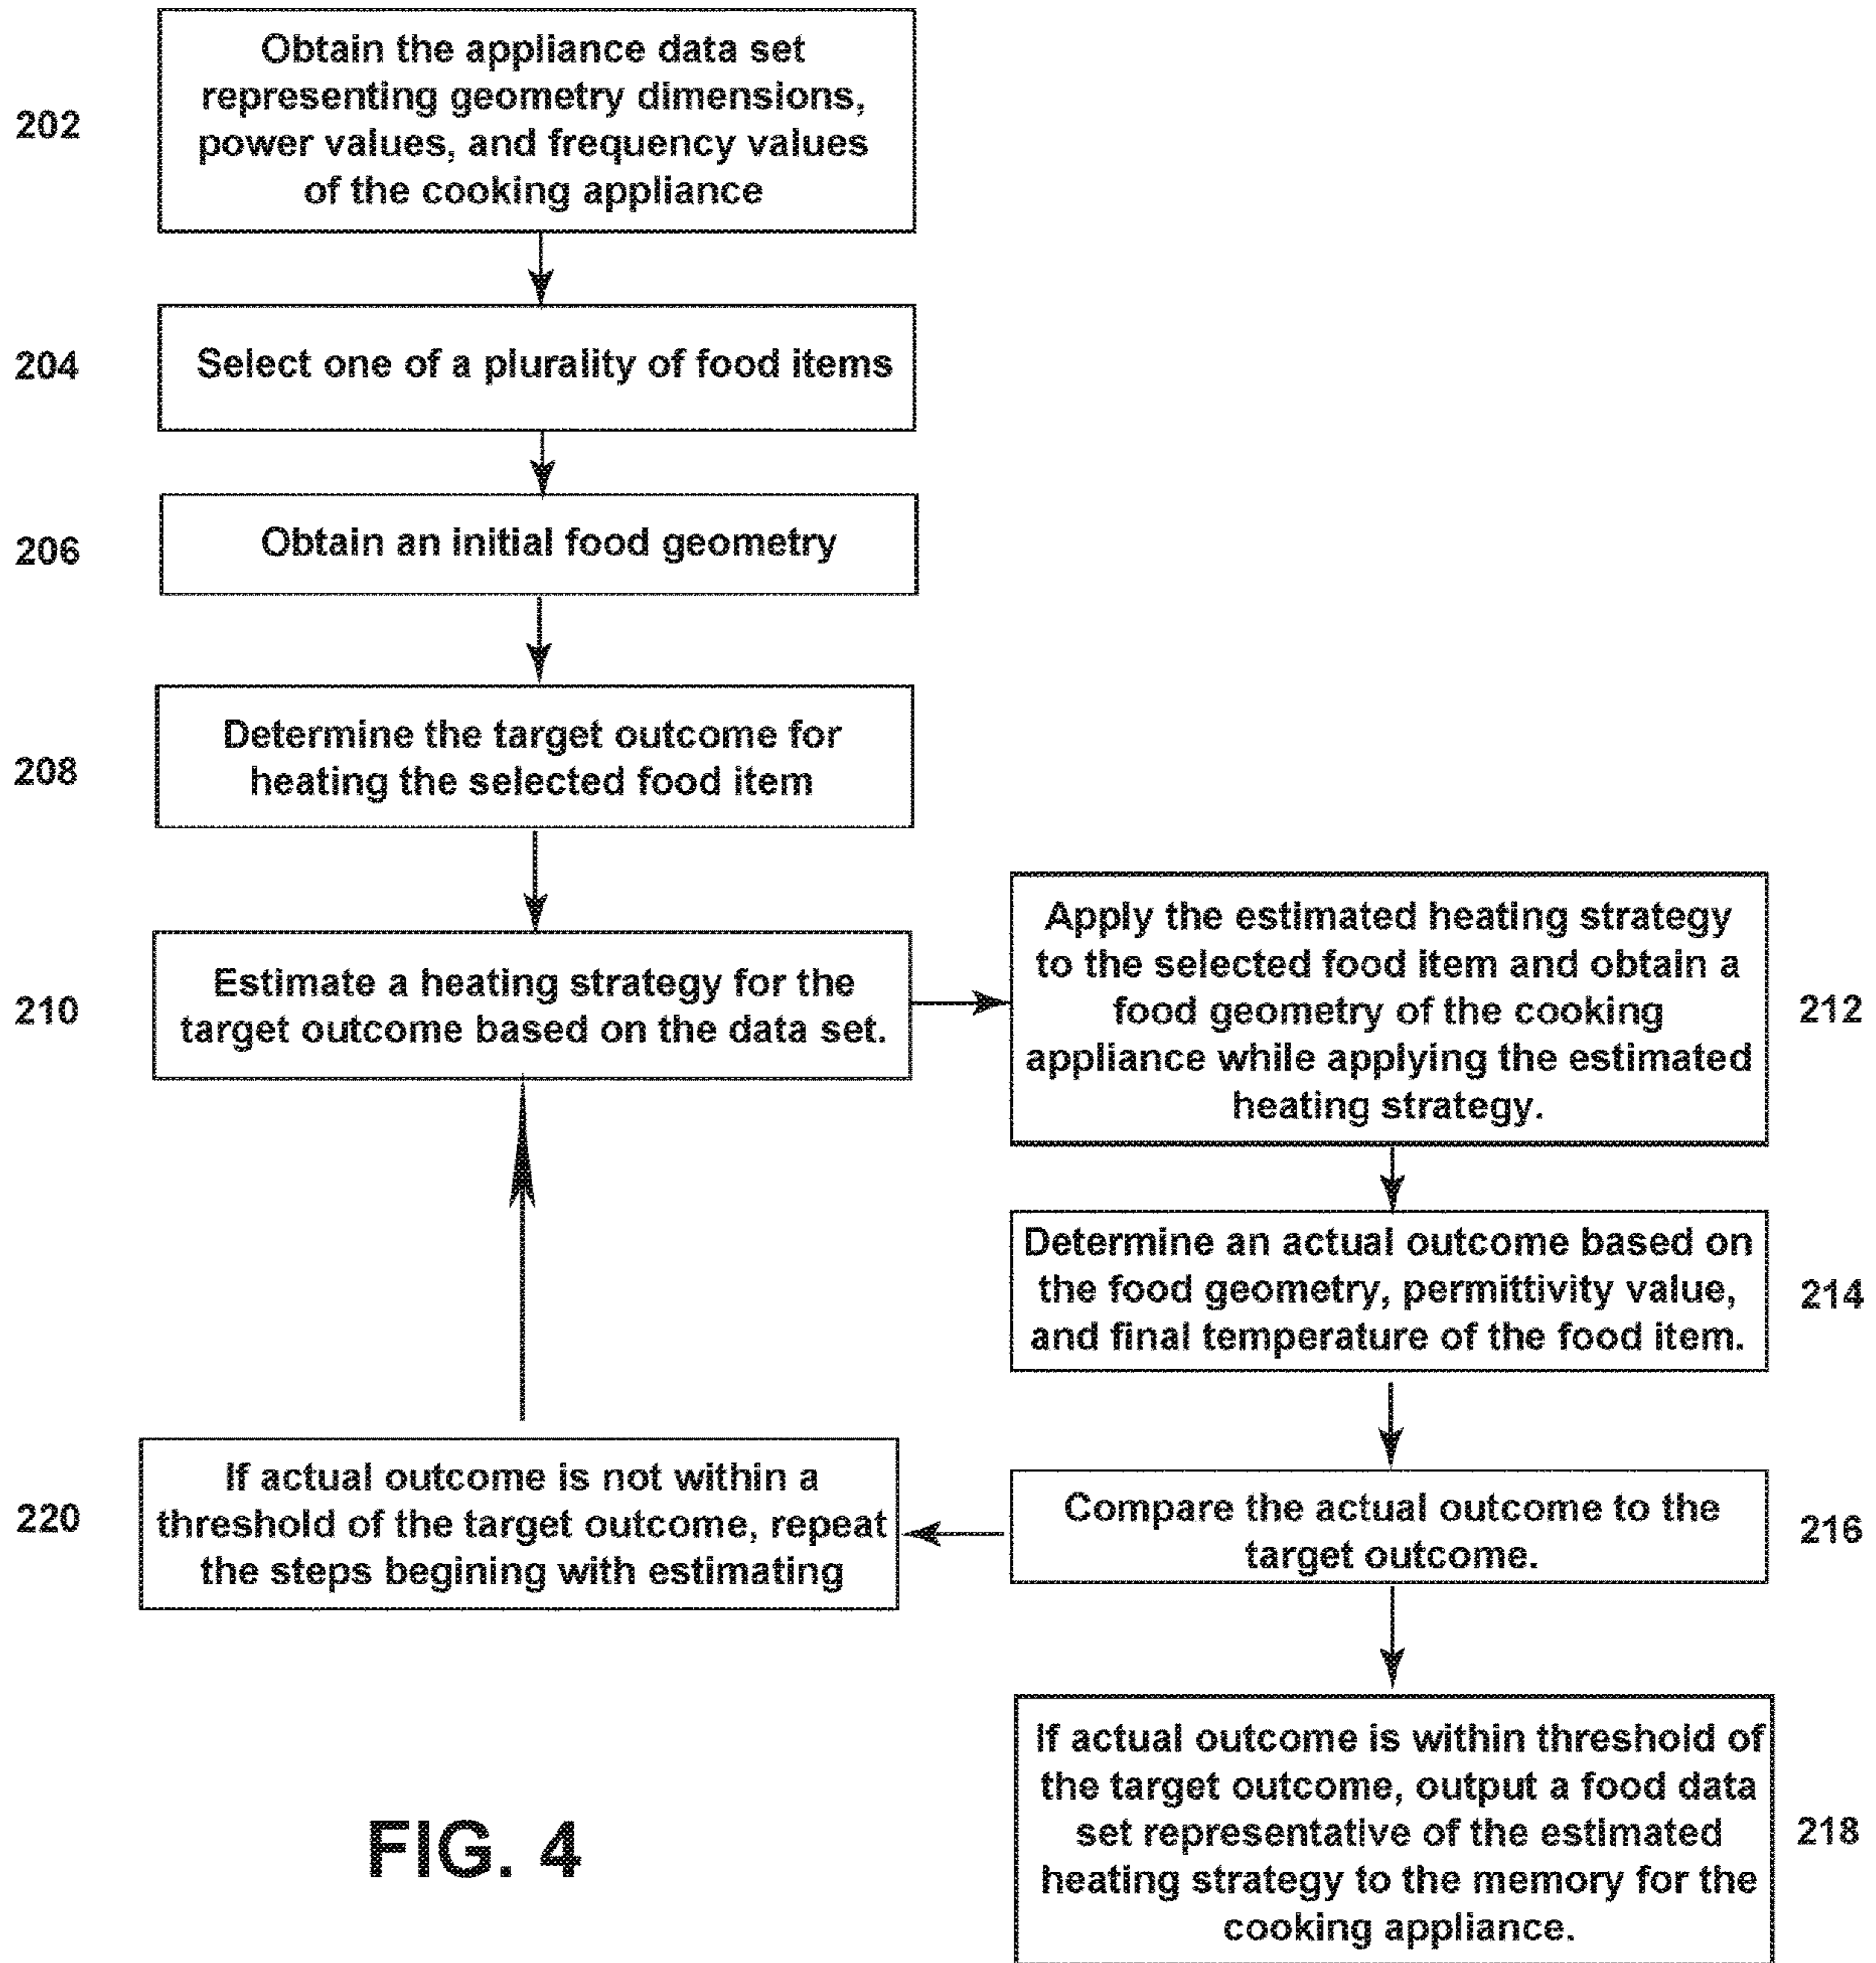 202
Obtain the appliance data set
representing geometry dimensions,
power values, and frequency values
of the cooking appliance
204
Select one of a plurality of food items
206
Obtain an initial food geometry
208
Determine the target outcome for
heating the selected food item
210
Estimate a heating strategy for the
target outcome based on the data set.
Apply the estimated heating strategy
to the selected food item and obtain a
food geometry of the cooking
appliance while applying the estimated
heating strategy.
212
Determine an actual outcome based on
the food geometry, permittivity value,
and final temperature of the food item.
214
Compare the actual outcome to the
target outcome.
216
220
If actual outcome is not within a
threshold of the target outcome, repeat
the steps begining with estimating
If actual outcome is within threshold of
the target outcome, output a food data
set representative of the estimated
heating strategy to the memory for the
cooking appliance.
218
FIG. 4